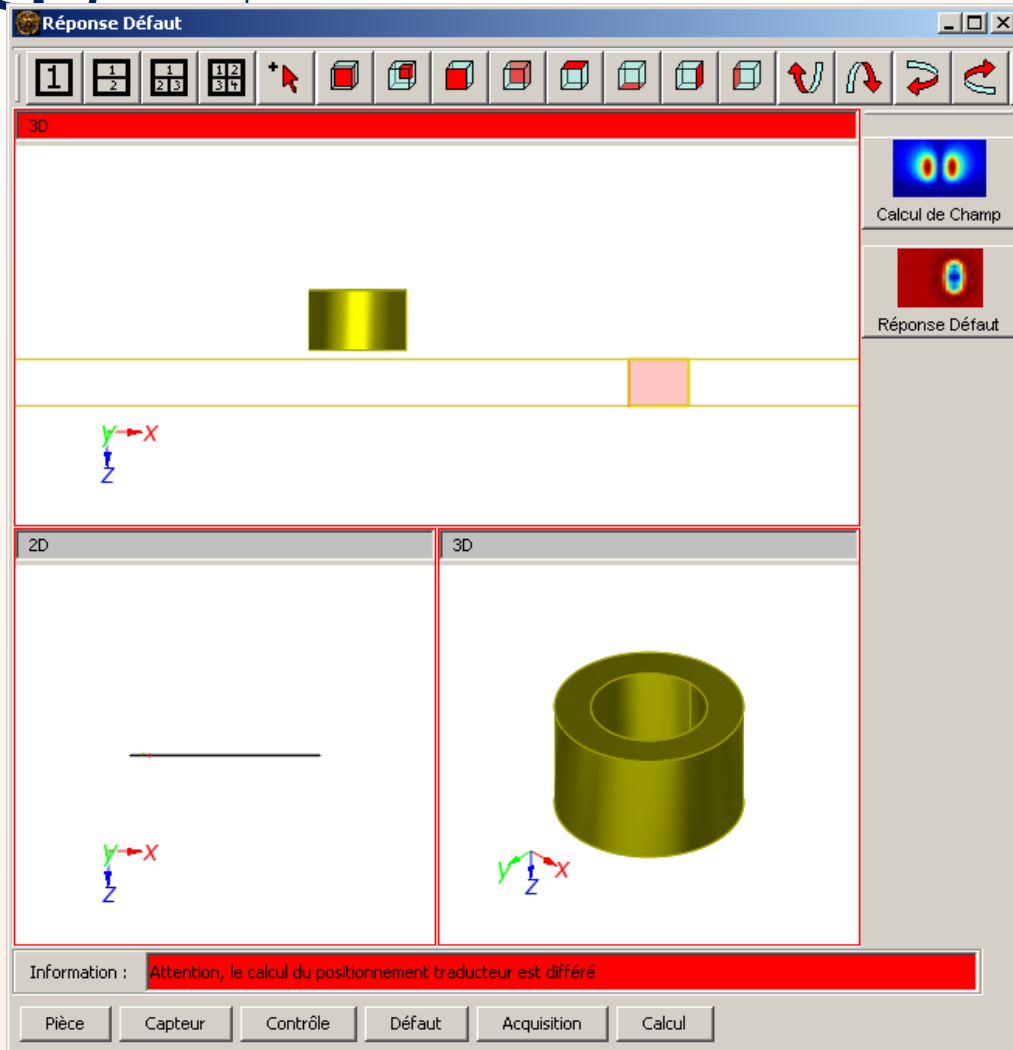 Réponse Défaut
1
1
2
1
2 3
1 2
3 4
3D
Calcul de Champ
Réponse Défaut
y X
Z
2D
3D
y X
Z
y X
Z
Information :
Attention, le calcul du positionnement traducteur est différé
Pièce Capteur Contrôle Défaut Acquisition Calcul